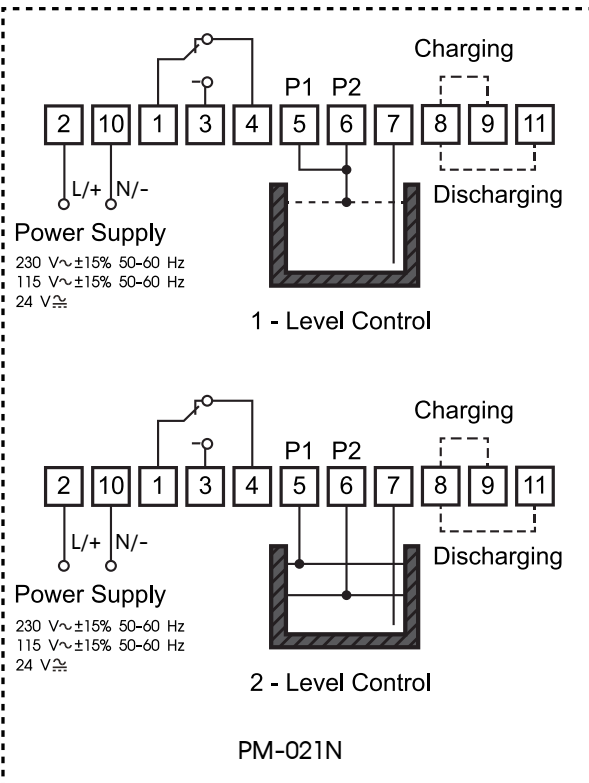 Charging
P1 P2
2 10 1 3 4 5 6 7 8 9 11
L/+ N/-
Discharging
Power Supply
230 V~±15% 50-60 Hz
115 V~±15% 50-60 Hz
24 V⎓~
1 - Level Control
Charging
P1 P2
2 10 1 3 4 5 6 7 8 9 11
L/+ N/-
Discharging
Power Supply
230 V~±15% 50-60 Hz
115 V~±15% 50-60 Hz
24 V⎓~
2 - Level Control
PM-021N